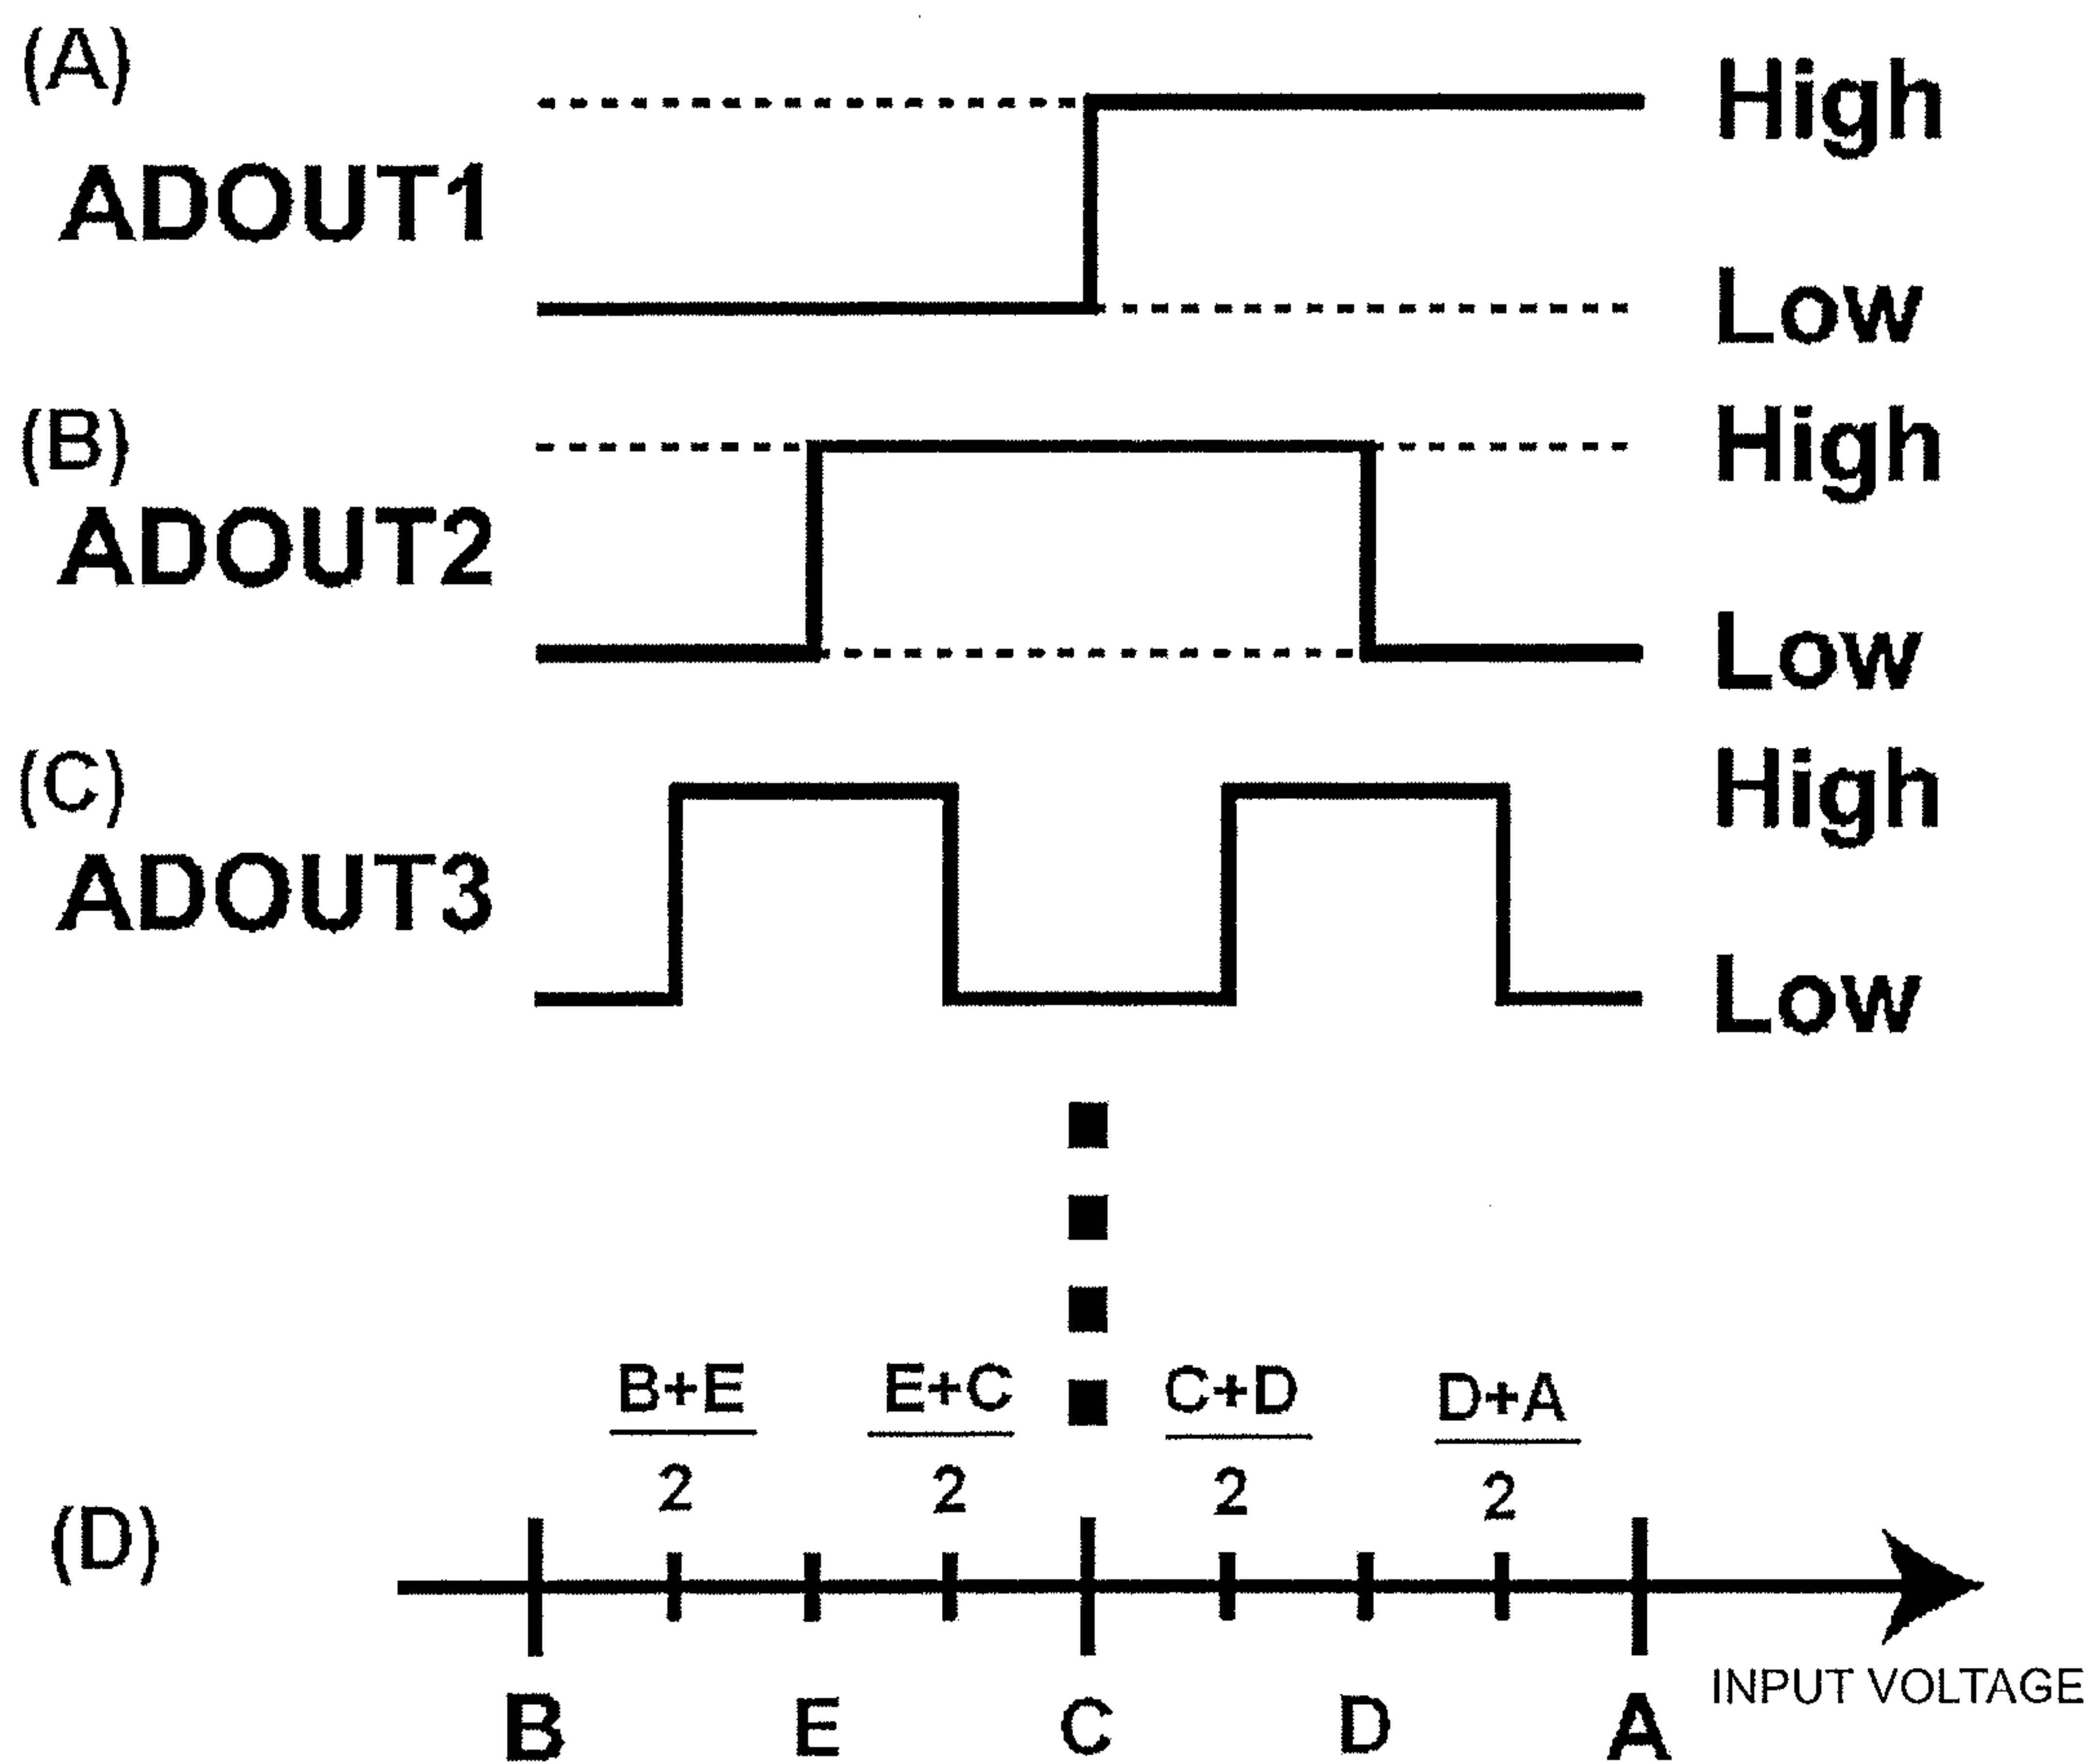 (A)
High
ADOUT1
Low
(B)
High
ADOUT2
Low
(C)
High
ADOUT3
Low
B+E E+C C+D D+A
2 2 2 2
(D)
INPUT VOLTAGE
B E C D A